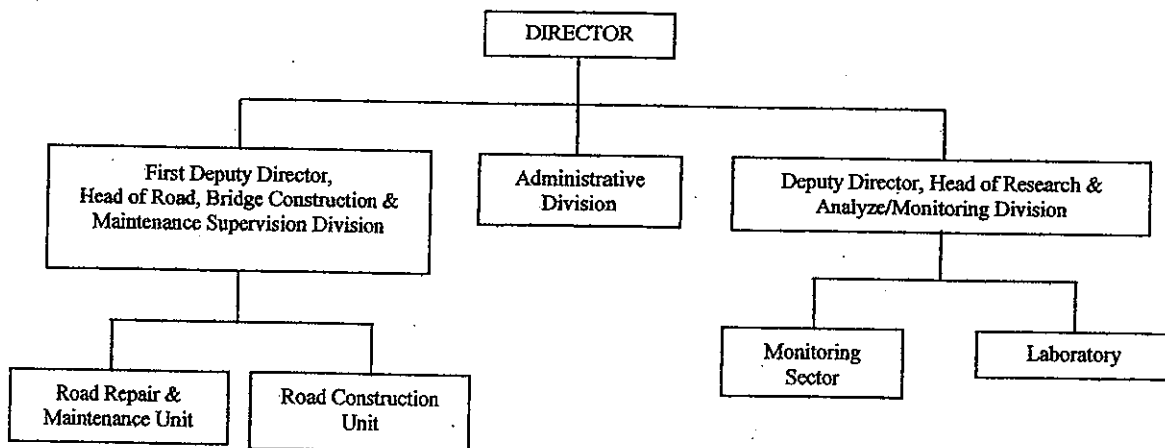 DIRECTOR
First Deputy Director,
Head of Road, Bridge Construction &
Maintenance Supervision Division
Administrative
Division
Deputy Director, Head of Research &
Analyze/Monitoring Division
Road Repair &
Maintenance Unit
Road Construction
Unit
Monitoring
Sector
Laboratory